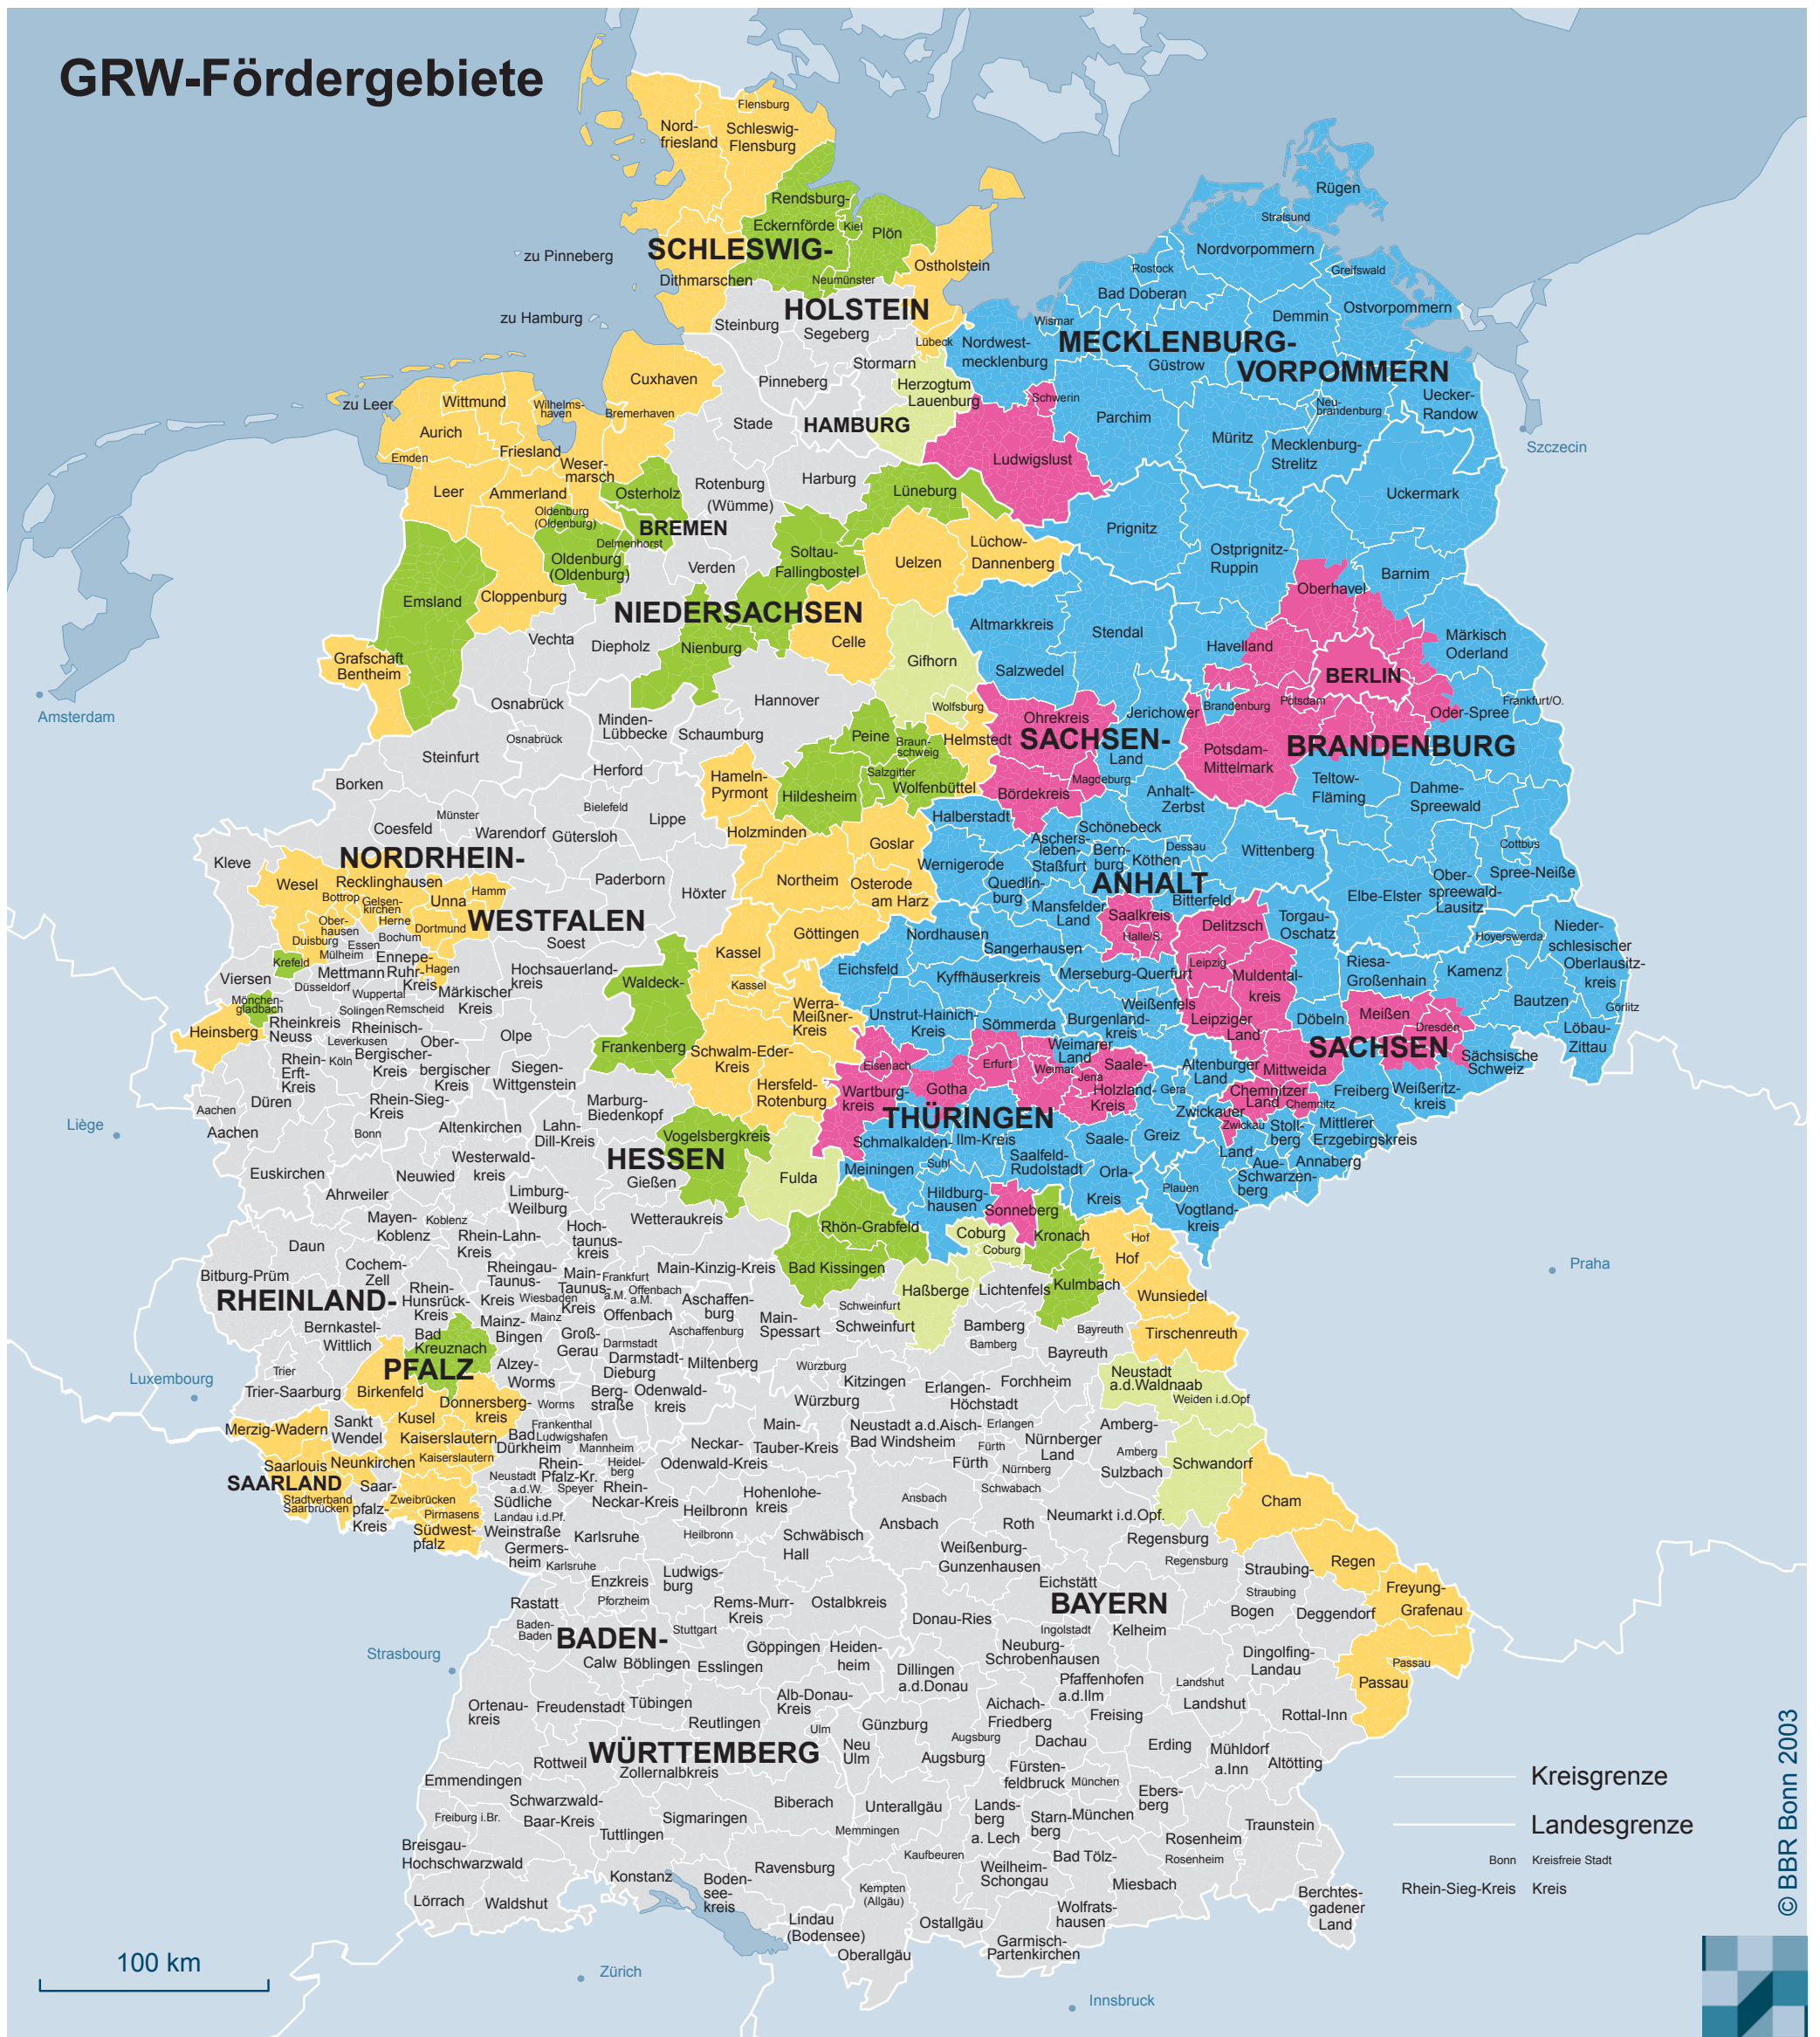 GRW-Fördergebiete
Flensburg
Nord-
friesland
Schleswig-
Flensburg
Rendsburg-
Eckernförde
Kiel
Plön
SCHLESWIG-
Dithmarschen
Neumünster
Ostholstein
zu Pinneberg
HOLSTEIN
Steinburg
Segeberg
zu Hamburg
Lübeck
Stormarn
Pinneberg
Herzogtum
Lauenburg
HAMBURG
Rügen
Stralsund
Nordvorpommern
Rostock
Greifswald
Bad Doberan
Ostvorpommern
Wismar
Demmin
Nordwest-
mecklenburg
MECKLENBURG-
VORPOMMERN
Güstrow
Schwerin
Parchim
Neu-
brandenburg
Uecker-
Randow
Müritz
Mecklenburg-
Strelitz
Ludwigslust
Szczecin
Cuxhaven
zu Leer
Wittmund
Wilhelms-
haven
Bremerhaven
Aurich
Stade
Emden
Friesland
Weser-
marsch
Leer
Ammerland
Osterholz
Rotenburg
(Wümme)
Harburg
Lüneburg
Oldenburg
(Oldenburg)
BREMEN
Delmenhorst
Oldenburg
(Oldenburg)
Verden
Soltau-
Fallingbostel
Uelzen
Lüchow-
Dannenberg
Emsland
Cloppenburg
NIEDERSACHSEN
Vechta
Diepholz
Nienburg
Celle
Gifhorn
Grafschaft
Bentheim
Hannover
Wolfsburg
Osnabrück
Osnabrück
Minden-
Lübbecke
Schaumburg
Peine
Braun-
schweig
Helmstedt
Salzgitter
Wolfenbüttel
Hameln-
Pyrmont
Hildesheim
Holzminden
Goslar
Northeim
Osterode
am Harz
Göttingen
Amsterdam
Uckermark
Prignitz
Ostprignitz-
Ruppin
Barnim
Oberhavel
Havelland
Märkisch
Oderland
BERLIN
Brandenburg
Potsdam
Oder-Spree
Frankfurt/O.
BRANDENBURG
Potsdam-
Mittelmark
Teltow-
Fläming
Dahme-
Spreewald
Cottbus
Spree-Neiße
Ober-
spreewald-
Lausitz
Elbe-Elster
Altmarkkreis
Salzwedel
Stendal
Ohrekreis
Jerichower
Land
SACHSEN-
Magdeburg
Bördekreis
Anhalt-
Zerbst
Halberstadt
Schönebeck
Aschers-
leben-
Staßfurt
Bern-
burg
Köthen
Dessau
Wittenberg
Wernigerode
Quedlin-
burg
ANHALT
Bitterfeld
Mansfelder
Land
Saalkreis
Halle/S.
Sangerhausen
Merseburg-Querfurt
Weißenfels
Burgenland-
kreis
Steinfurt
Borken
Herford
Bielefeld
Lippe
Münster
Coesfeld
Warendorf
Gütersloh
NORDRHEIN-
Kleve
Wesel
Recklinghausen
Bottrop
Gelsen-
kirchen
Hamm
Unna
Paderborn
Höxter
Ober-
hausen
Herne
Dortmund
WESTFALEN
Duisburg
Essen
Bochum
Soest
Krefeld
Mülheim
Ennepe-
Ruhr-
Kreis
Hagen
Hochsauerland-
kreis
Viersen
Mettmann
Düsseldorf
Wuppertal
Märkischer
Kreis
Mönchen-
gladbach
Solingen
Remscheid
Heinsberg
Rheinkreis
Neuss
Rheinisch-
Bergischer-
Kreis
Leverkusen
Ober-
bergischer
Kreis
Olpe
Rhein-
Erft-
Kreis
Köln
Siegen-
Wittgenstein
Düren
Rhein-Sieg-
Kreis
Aachen
Aachen
Bonn
Euskirchen
Liège
Waldeck-
Frankenberg
Kassel
Kassel
Werra-
Meißner-
Kreis
Schwalm-Eder-
Kreis
Hersfeld-
Rotenburg
Marburg-
Biedenkopf
Lahn-
Dill-Kreis
Vogelsbergkreis
HESSEN
Gießen
Fulda
Limburg-
Weilburg
Wetteraukreis
Hoch-
taunus-
kreis
Rheingau-
Taunus-
Kreis
Main-
Taunus-
Kreis
Frankfurt
a.M.
Offenbach
a.M.
Offenbach
Main-Kinzig-Kreis
Wiesbaden
Groß-
Gerau
Darmstadt
Darmstadt-
Dieburg
Berg-
straße
Odenwald-
kreis
Nordhausen
Eichsfeld
Kyffhäuserkreis
Unstrut-Hainich-
Kreis
Sömmerda
Weimarer
Land
Eisenach
Erfurt
Weimar
Jena
Saale-
Holzland-
Kreis
Gera
Altenburger
Land
Wartburg-
kreis
Gotha
THÜRINGEN
Schmalkalden-
Meiningen
Ilm-Kreis
Saalfeld-
Rudolstadt
Saale-
Orla-
Kreis
Greiz
Suhl
Hildburg-
hausen
Sonneberg
Delitzsch
Torgau-
Oschatz
Leipzig
Muldental-
kreis
Leipziger
Land
Döbeln
Riesa-
Großenhain
Kamenz
Hoyerswerda
Nieder-
schlesischer
Oberlausitz-
kreis
Bautzen
Görlitz
Löbau-
Zittau
Meißen
Dresden
SACHSEN
Sächsische
Schweiz
Mittweida
Freiberg
Weißeritz-
kreis
Chemnitzer
Land
Chemnitz
Zwickauer
Land
Zwickau
Stoll-
berg
Mittlerer
Erzgebirgskreis
Aue-
Schwarzen-
berg
Annaberg
Plauen
Vogtland-
kreis
Praha
Altenkirchen
Neuwied
Westerwald-
kreis
Ahrweiler
Mayen-
Koblenz
Koblenz
Rhein-Lahn-
Kreis
Daun
Cochem-
Zell
Bitburg-Prüm
RHEINLAND-
Rhein-
Hunsrück-
Kreis
Mainz-
Bingen
Mainz
Bernkastel-
Wittlich
Bad
Kreuznach
PFALZ
Alzey-
Worms
Trier
Trier-Saarburg
Birkenfeld
Donnersberg-
kreis
Worms
Kusel
Frankenthal
Bad
Dürkheim
Ludwigshafen
Kaiserslautern
Kaiserslautern
Rhein-
Pfalz-Kr.
Neustadt
a.d.W.
Speyer
Zweibrücken
Pirmasens
Südwest-
pfalz
Südliche
Weinstraße
Landau i.d.Pf.
Germers-
heim
Luxembourg
Merzig-Wadern
Sankt
Wendel
Saarlouis
Neunkirchen
SAARLAND
Stadtverband
Saarbrücken
Saar-
pfalz-
Kreis
Mannheim
Heidel-
berg
Rhein-
Neckar-Kreis
Neckar-
Odenwald-Kreis
Main-
Tauber-Kreis
Hohenlohe-
kreis
Heilbronn
Heilbronn
Schwäbisch
Hall
Karlsruhe
Karlsruhe
Enzkreis
Pforzheim
Ludwigs-
burg
Rems-Murr-
Kreis
Ostalbkreis
Rastatt
Baden-
Baden
BADEN-
Stuttgart
Göppingen
Heiden-
heim
Calw
Böblingen
Esslingen
Strasbourg
Ortenau-
kreis
Freudenstadt
Tübingen
Reutlingen
Alb-Donau-
Kreis
Ulm
WÜRTTEMBERG
Rottweil
Zollernalbkreis
Emmendingen
Schwarzwald-
Baar-Kreis
Freiburg i.Br.
Tuttlingen
Sigmaringen
Biberach
Breisgau-
Hochschwarzwald
Lörrach
Waldshut
Konstanz
Boden-
see-
kreis
Ravensburg
Rhön-Grabfeld
Bad Kissingen
Coburg
Coburg
Kronach
Hof
Hof
Haßberge
Lichtenfels
Kulmbach
Wunsiedel
Aschaffen-
burg
Aschaffenburg
Main-
Spessart
Schweinfurt
Schweinfurt
Bamberg
Bamberg
Bayreuth
Bayreuth
Tirschenreuth
Miltenberg
Würzburg
Würzburg
Kitzingen
Erlangen-
Höchstadt
Forchheim
Neustadt
a.d.Waldnaab
Weiden i.d.Opf
Neustadt a.d.Aisch-
Bad Windsheim
Erlangen
Fürth
Fürth
Nürnberger
Land
Nürnberg
Amberg-
Sulzbach
Amberg
Schwandorf
Schwabach
Ansbach
Ansbach
Roth
Neumarkt i.d.Opf.
Cham
Regensburg
Regensburg
Weißenburg-
Gunzenhausen
Eichstätt
Straubing-
Bogen
Straubing
Regen
Freyung-
Grafenau
Deggendorf
BAYERN
Donau-Ries
Ingolstadt
Kelheim
Neuburg-
Schrobenhausen
Dingolfing-
Landau
Passau
Passau
Dillingen
a.d.Donau
Pfaffenhofen
a.d.Ilm
Landshut
Landshut
Rottal-Inn
Aichach-
Friedberg
Freising
Günzburg
Neu
Ulm
Augsburg
Augsburg
Dachau
Erding
Mühldorf
a.Inn
Altötting
Fürsten-
feldbruck
München
München
Ebers-
berg
Unterallgäu
Memmingen
Lands-
berg
a. Lech
Starn-
berg
Rosenheim
Rosenheim
Traunstein
Kaufbeuren
Weilheim-
Schongau
Bad Tölz-
Wolfrats-
hausen
Miesbach
Kempten
(Allgäu)
Lindau
(Bodensee)
Oberallgäu
Ostallgäu
Garmisch-
Partenkirchen
Berchtes-
gadener
Land
Zürich
Innsbruck
100 km
Kreisgrenze
Landesgrenze
Bonn Kreisfreie Stadt
Rhein-Sieg-Kreis Kreis
© BBR Bonn 2003